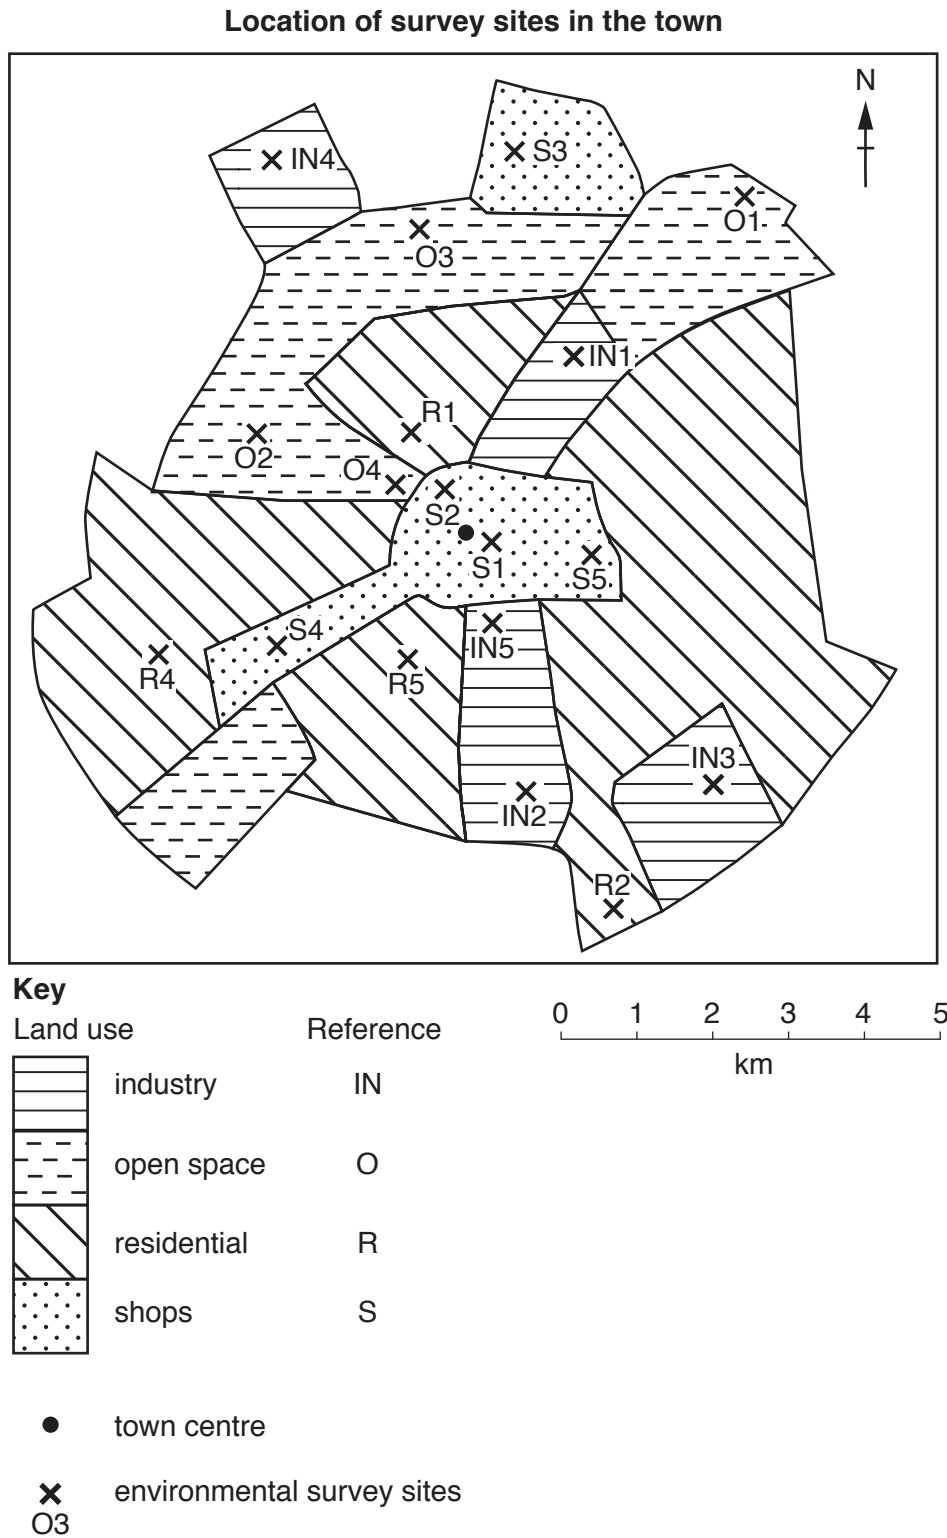 Location of survey sites in the town
N
IN4
S3
O1
O3
IN1
R1
O2
O4
S2
S1
S5
S4
IN5
R4
R5
IN3
IN2
R2
Key
Land use Reference
industry IN
open space O
residential R
shops S
town centre
environmental survey sites
O3
0 1 2 3 4 5
km